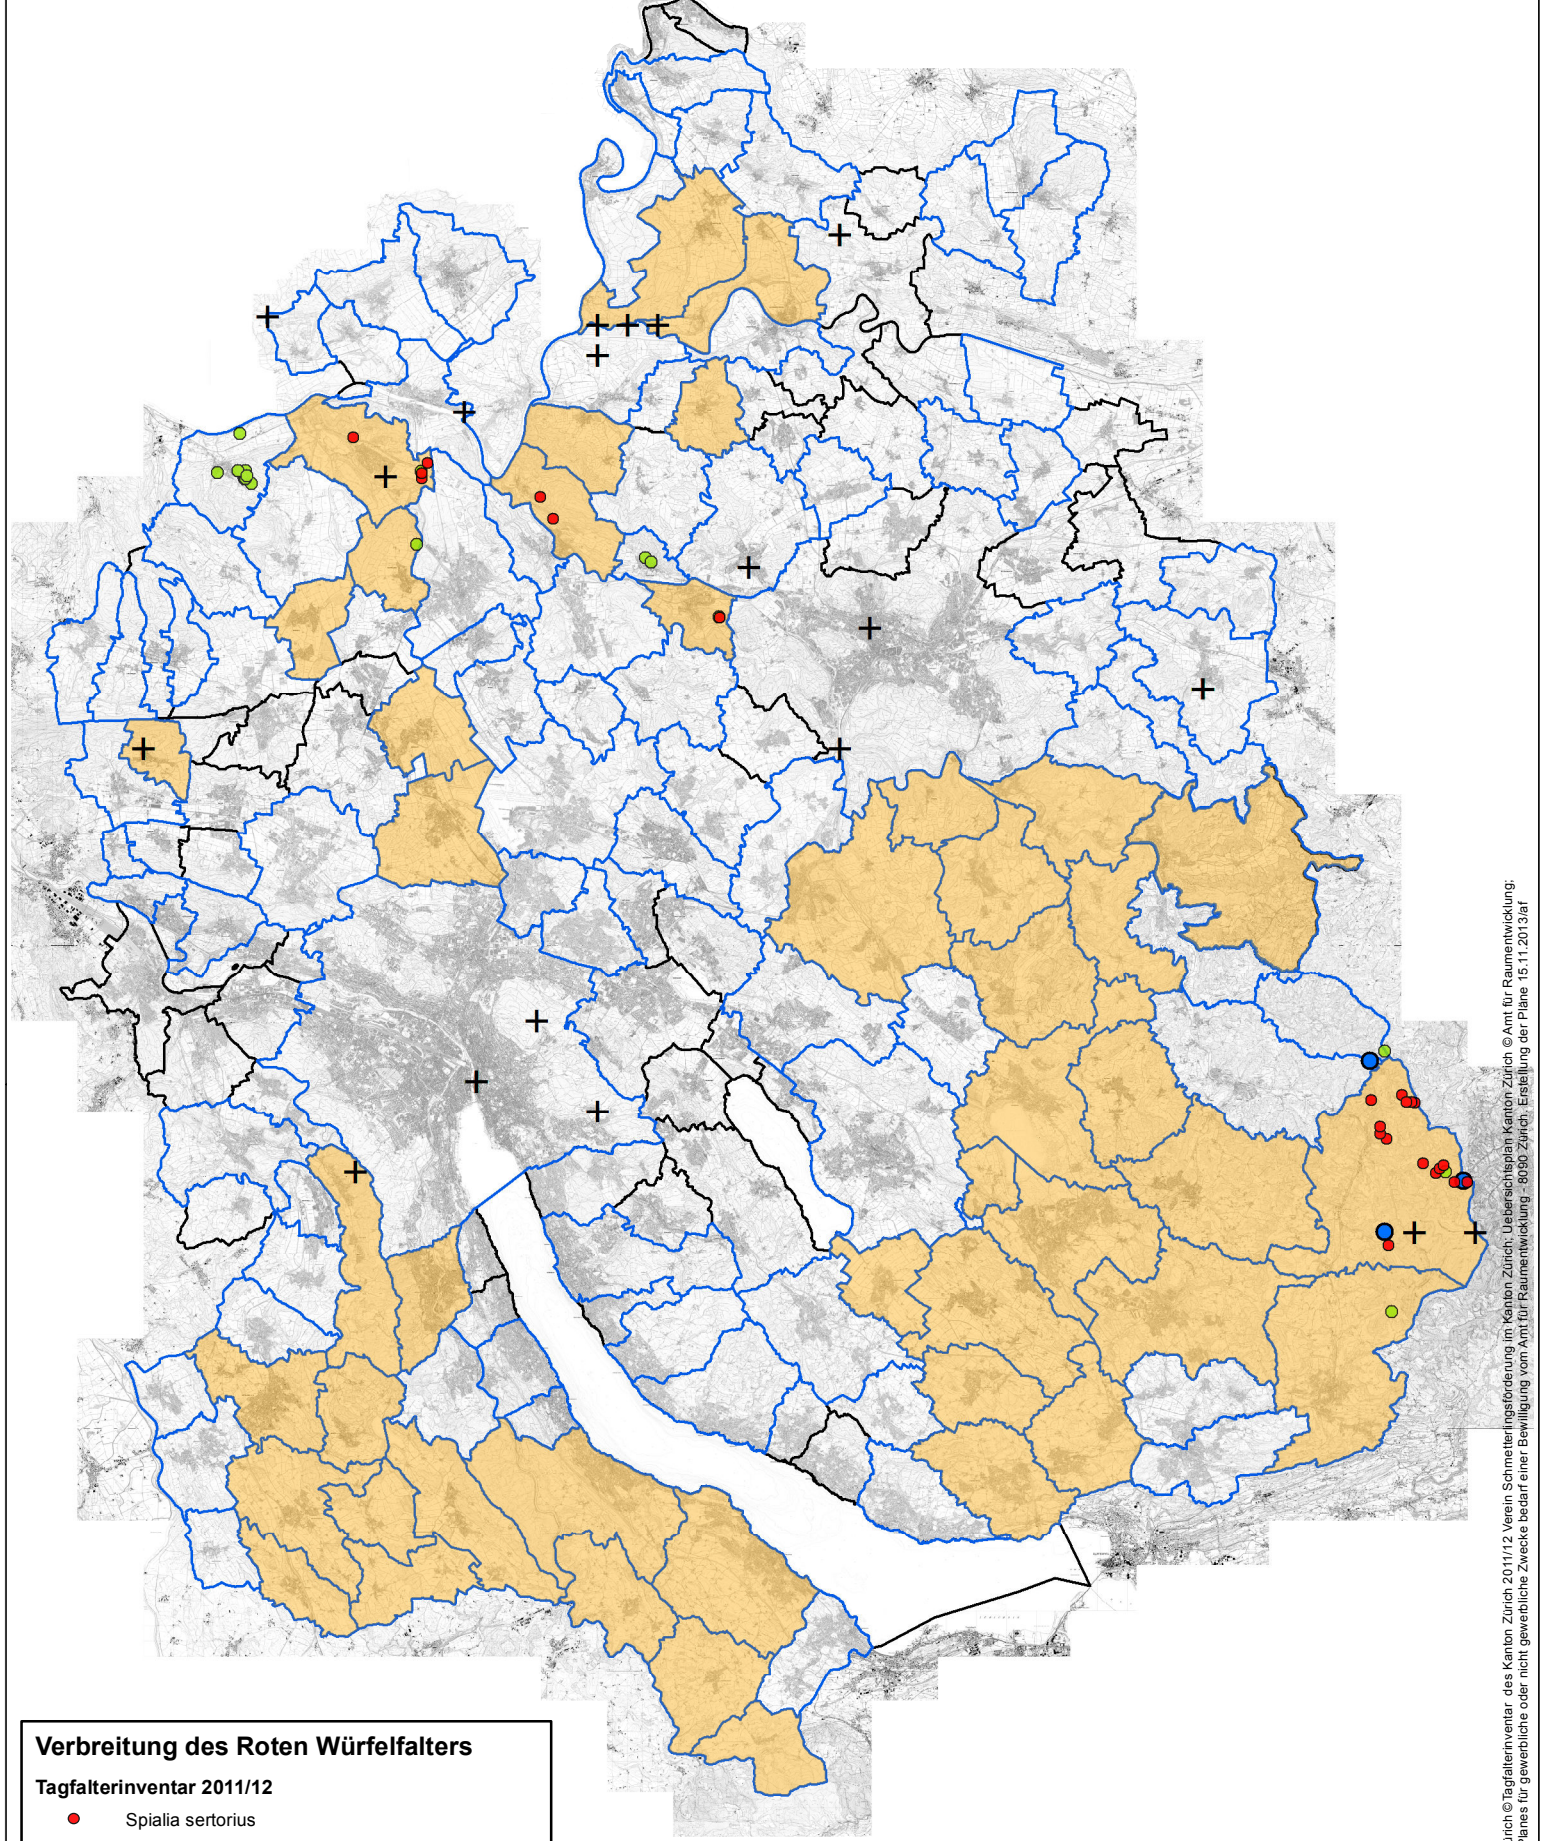 Verbreitung des Roten Würfelfalters
Tagfalterinventar 2011/12
Spialia sertorius
ürich ©Tagfalterinventar des Kanton Zürich 2011/12 Verein Schmetterlingsförderung im Kanton Zürich; Uebersichtsplan Kanton Zürich © Amt für Raumentwicklung;
Planes für gewerbliche oder nicht gewerbliche Zwecke bedarf einer Bewilligung vom Amt für Raumentwicklung - 8090 Zürich, Erstellung der Pläne 15.11.2013/af